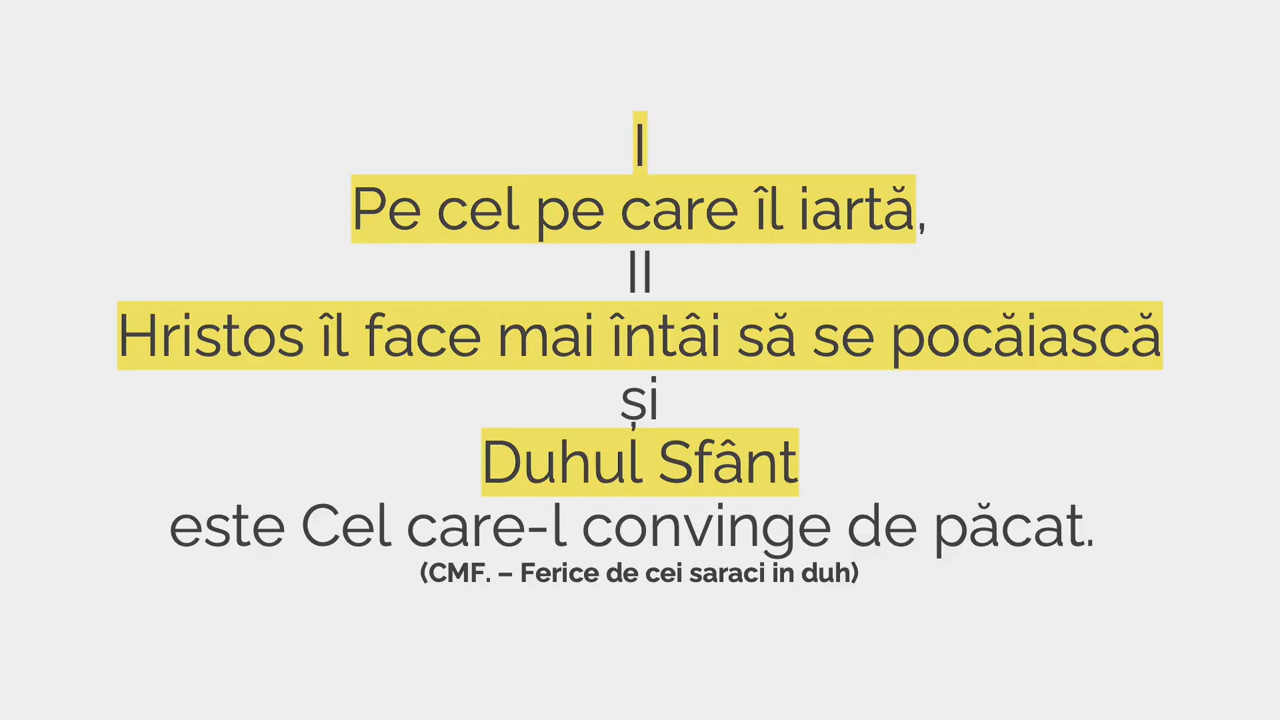 I
Pe cel pe care îl iartă,
II
Hristos îl face mai întâi să se pocăiască
și
Duhul Sfânt
este Cel care-l convinge de păcat.
(CMF. – Ferice de cei saraci in duh)